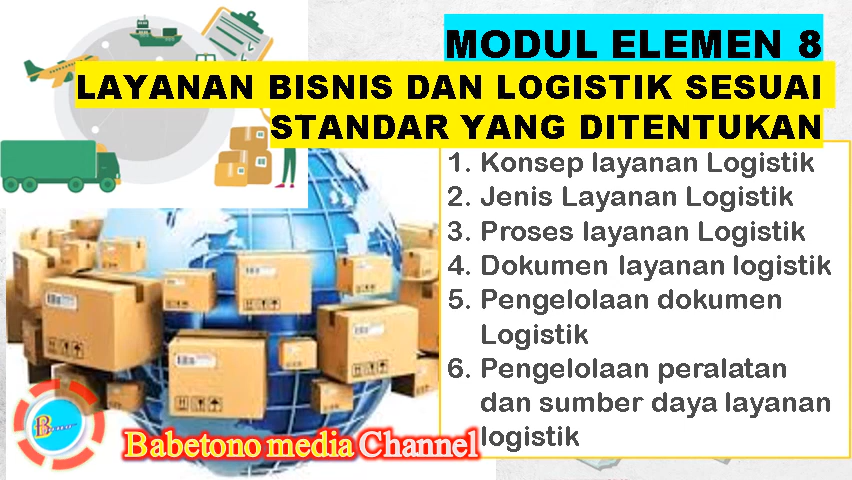 MODUL ELEMEN 8
LAYANAN BISNIS DAN LOGISTIK SESUAI
STANDAR YANG DITENTUKAN
1. Konsep layanan Logistik
2. Jenis Layanan Logistik
3. Proses layanan Logistik
4. Dokumen layanan logistik
5. Pengelolaan dokumen
Logistik
6. Pengelolaan peralatan
dan sumber daya layanan
logistik
Babetono media Channel